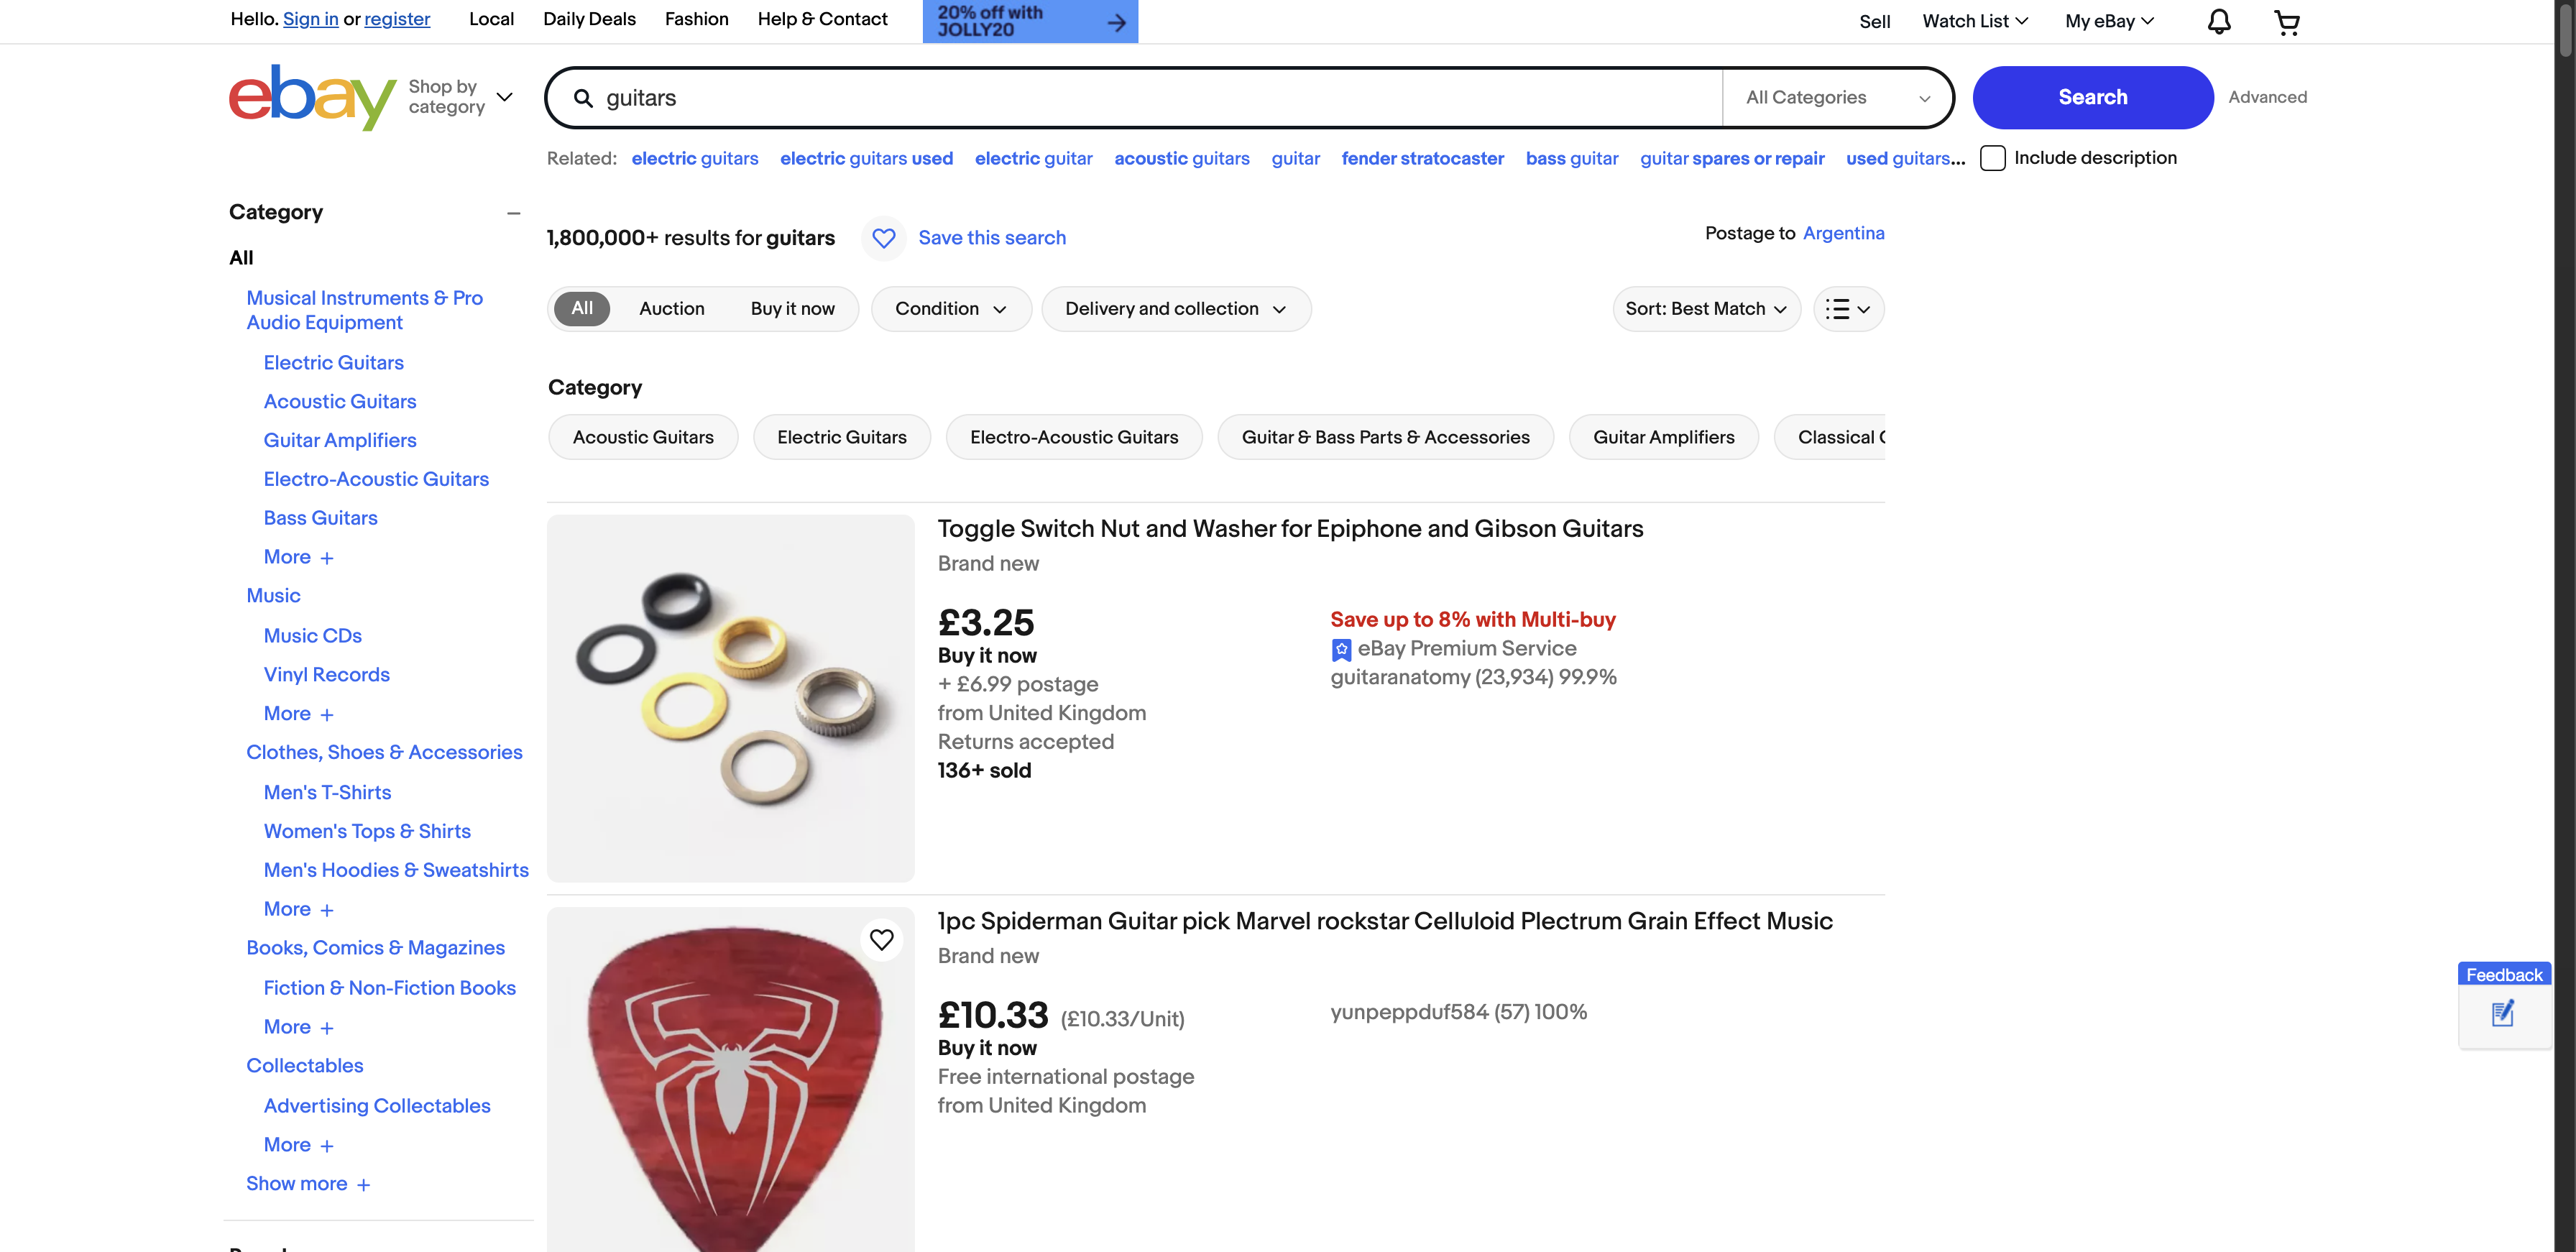 Hello. Sign in or register
Local
Daily Deals
Fashion
Help & Contact
20% off with
JOLLY20
Sell
Watch List
My eBay
ebay
Shop by
category
guitars
All Categories
Search
Advanced
Related: electric guitars electric guitars used electric guitar acoustic guitars guitar fender stratocaster bass guitar guitar spares or repair used guitars...
Include description
Category
All
Musical Instruments & Pro
Audio Equipment
Electric Guitars
Acoustic Guitars
Guitar Amplifiers
Electro-Acoustic Guitars
Bass Guitars
More +
Music
Music CDs
Vinyl Records
More +
Clothes, Shoes & Accessories
Men's T-Shirts
Women's Tops & Shirts
Men's Hoodies & Sweatshirts
More +
Books, Comics & Magazines
Fiction & Non-Fiction Books
More +
Collectables
Advertising Collectables
More +
Show more +
1,800,000+ results for guitars
Save this search
Postage to Argentina
All
Auction
Buy it now
Condition
Delivery and collection
Sort: Best Match
Category
Acoustic Guitars
Electric Guitars
Electro-Acoustic Guitars
Guitar & Bass Parts & Accessories
Guitar Amplifiers
Classical
Toggle Switch Nut and Washer for Epiphone and Gibson Guitars
Brand new
£3.25
Buy it now
+ £6.99 postage
from United Kingdom
Returns accepted
136+ sold
Save up to 8% with Multi-buy
eBay Premium Service
guitaranatomy (23,934) 99.9%
1pc Spiderman Guitar pick Marvel rockstar Celluloid Plectrum Grain Effect Music
Brand new
£10.33 (£10.33/Unit)
Buy it now
Free international postage
from United Kingdom
yunpeppduf584 (57) 100%
Feedback